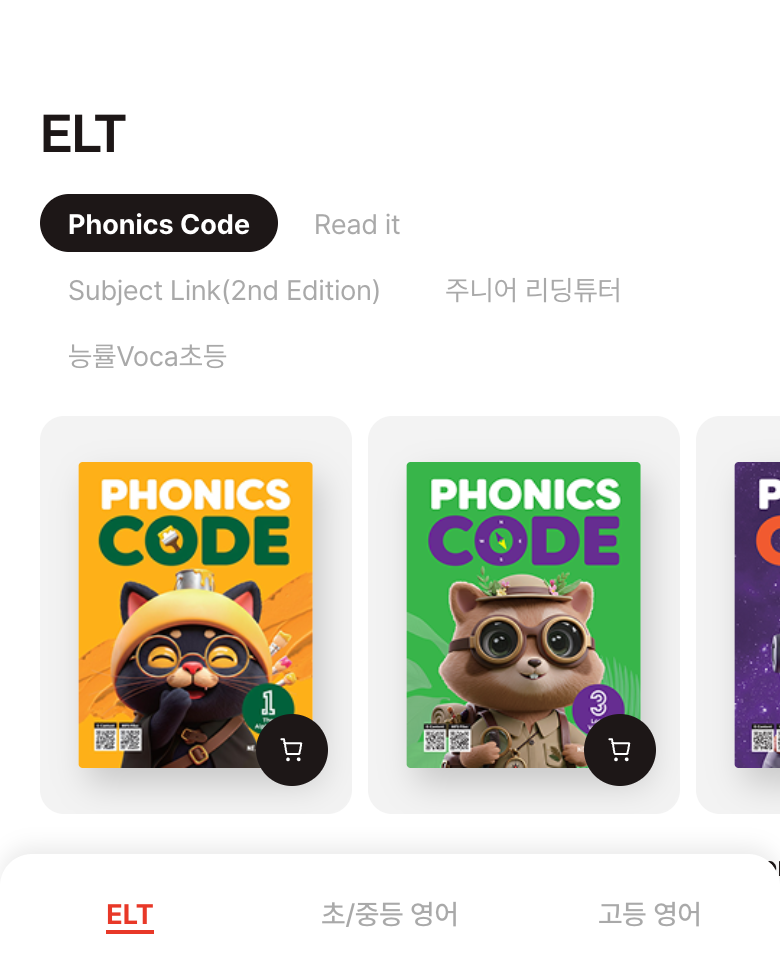 ELT
Phonics Code
Read it
Subject Link(2nd Edition)
주니어 리딩튜터
능률Voca초등
PHONICS
CODE
1
PHONICS
CODE
3
ELT
초/중등 영어
고등 영어